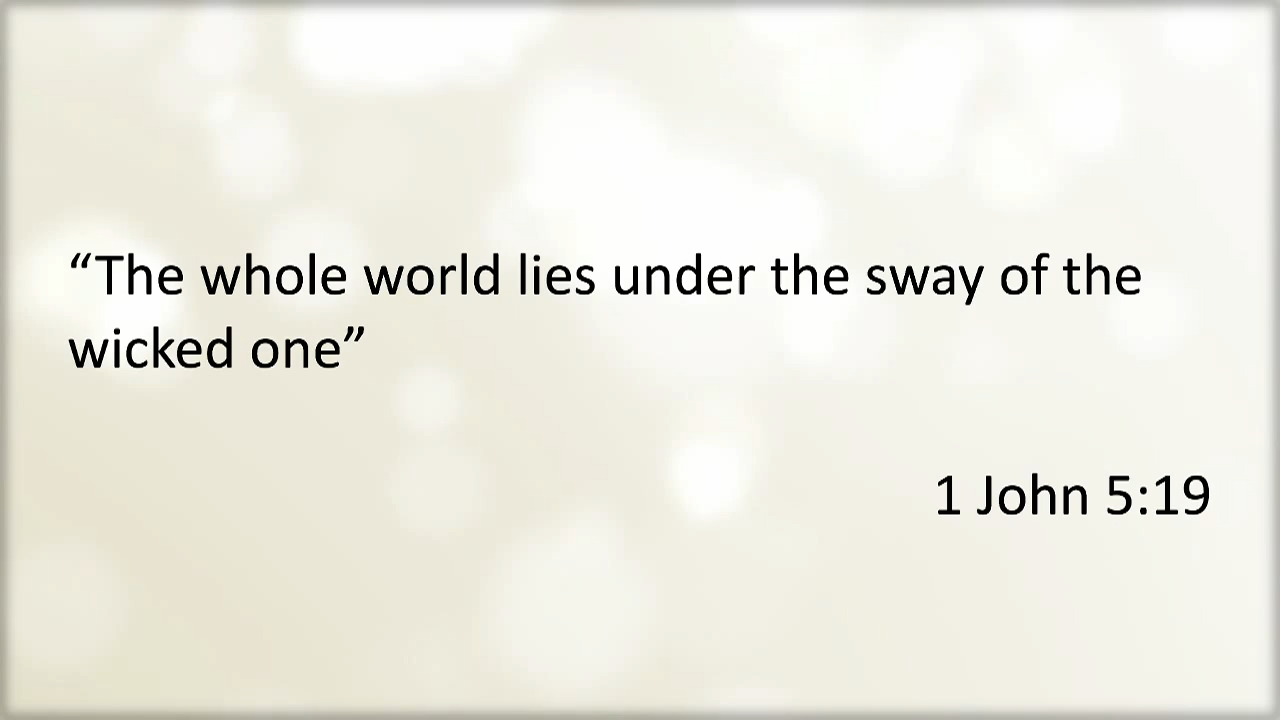 “The whole world lies under the sway of the
wicked one”
1 John 5:19